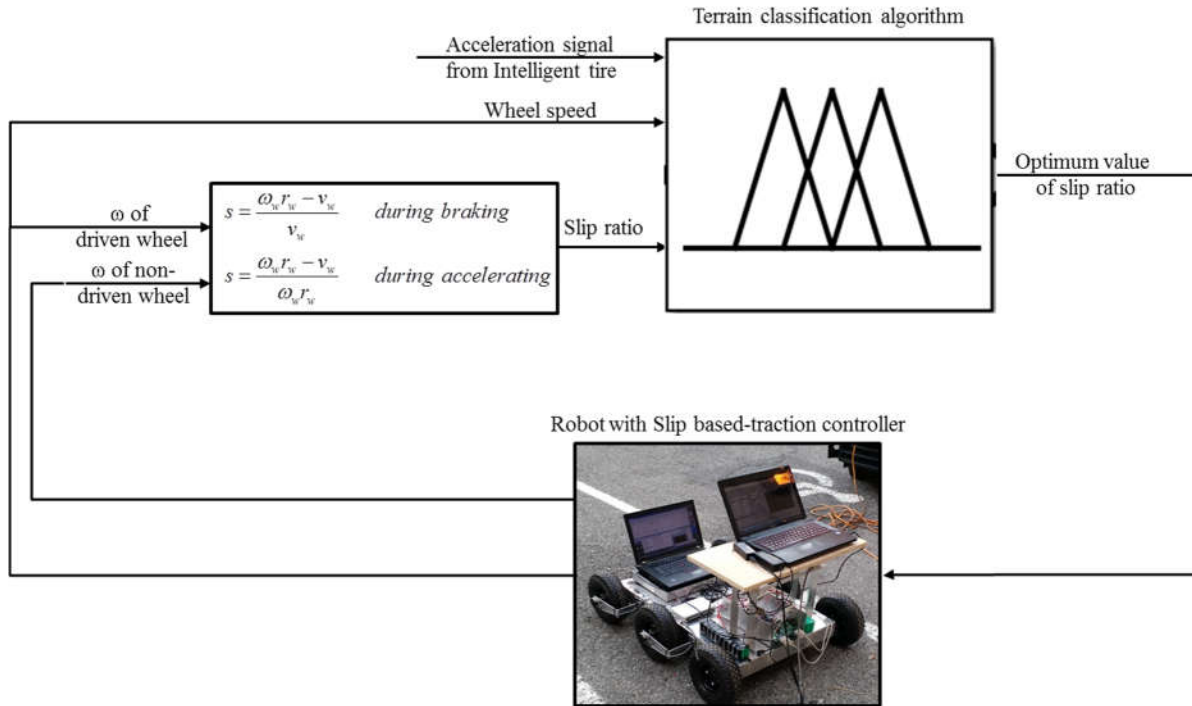 Terrain classification algorithm
Acceleration signal
from Intelligent tire
Wheel speed
Optimum value
of slip ratio
ω of
driven wheel
ω of non-
driven wheel
s = (ω_w r_w − v_w) / v_w during braking
s = (ω_w r_w − v_w) / (ω_w r_w) during accelerating
Slip ratio
Robot with Slip based-traction controller